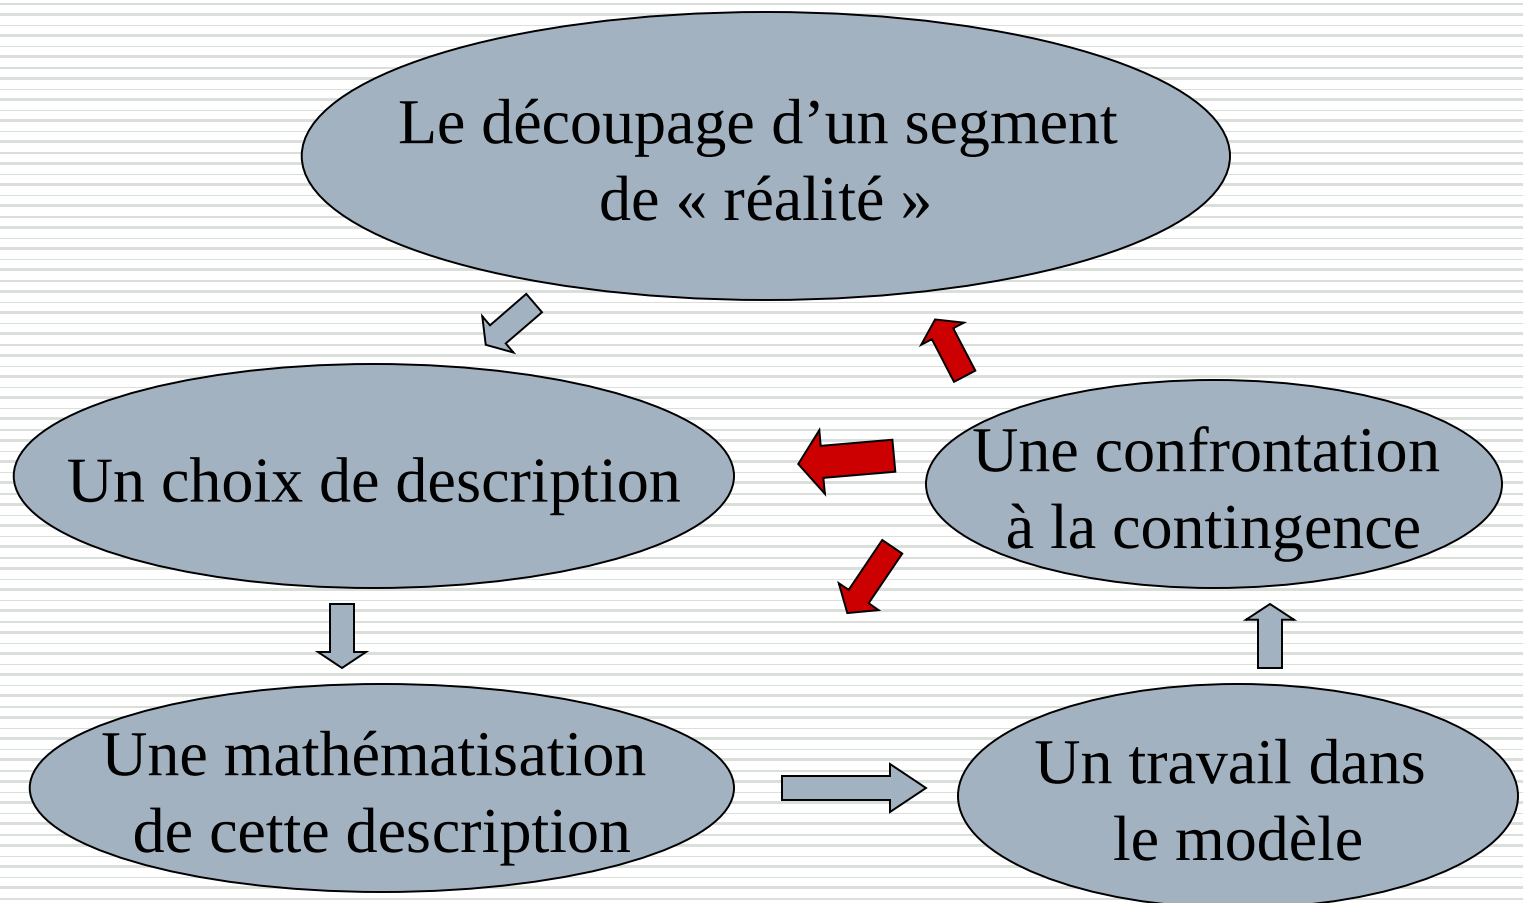 Le découpage d’un segment
de « réalité »
Un choix de description
Une confrontation
à la contingence
Une mathématisation
de cette description
Un travail dans
le modèle